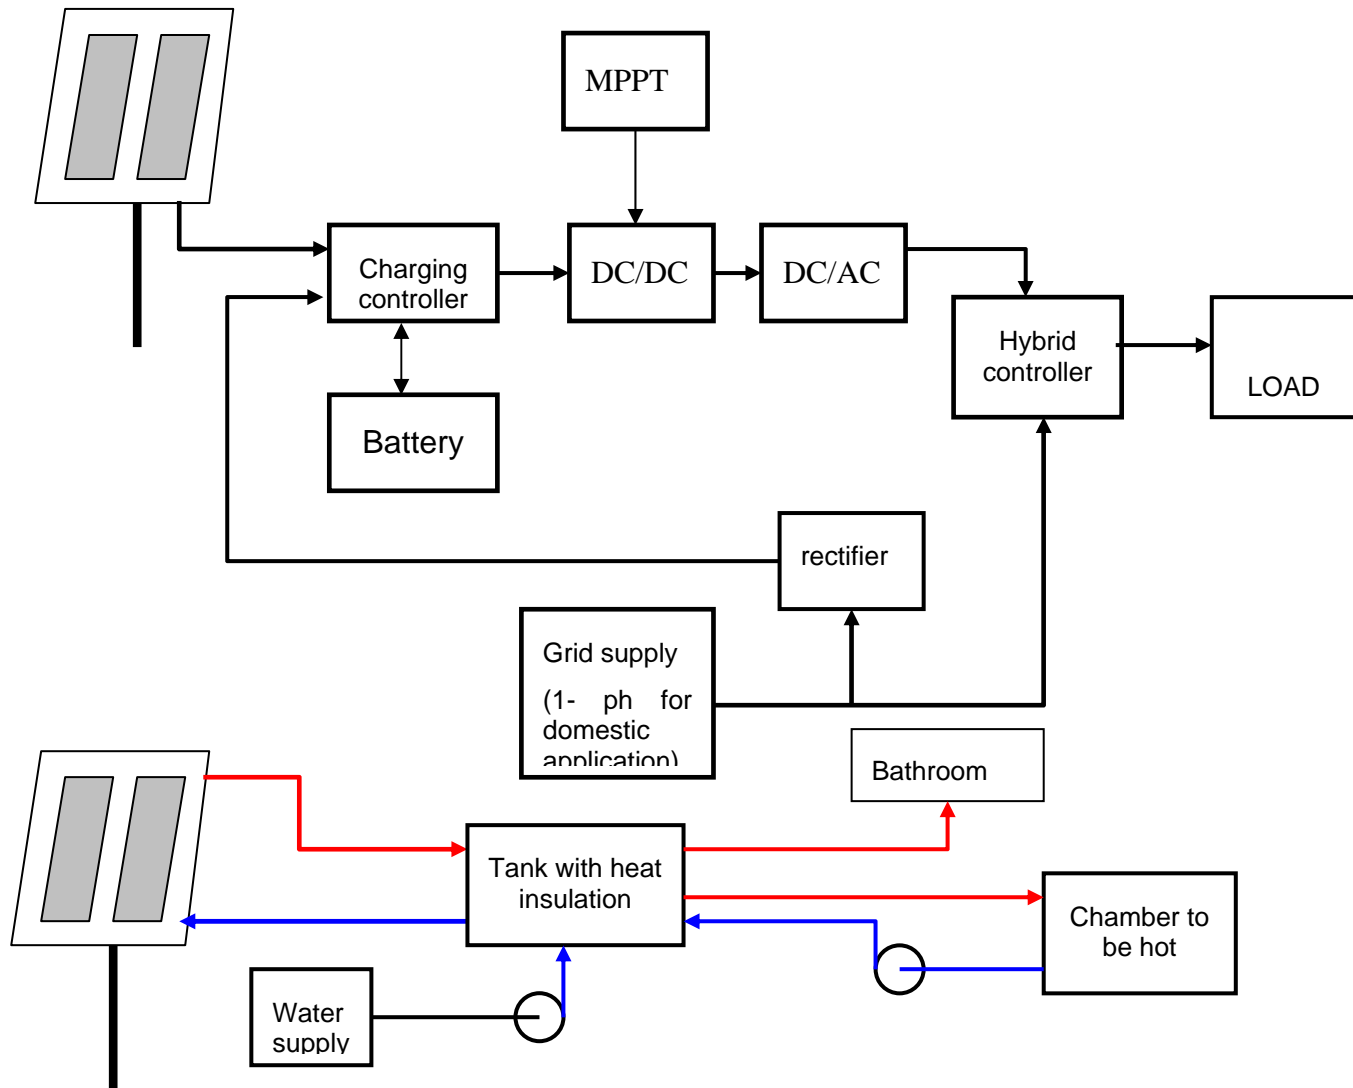 MPPT
Charging
controller
DC/DC
DC/AC
Hybrid
controller
LOAD
Battery
rectifier
Grid supply
(1- ph for
domestic
application)
Bathroom
Tank with heat
insulation
Chamber to
be hot
Water
supply